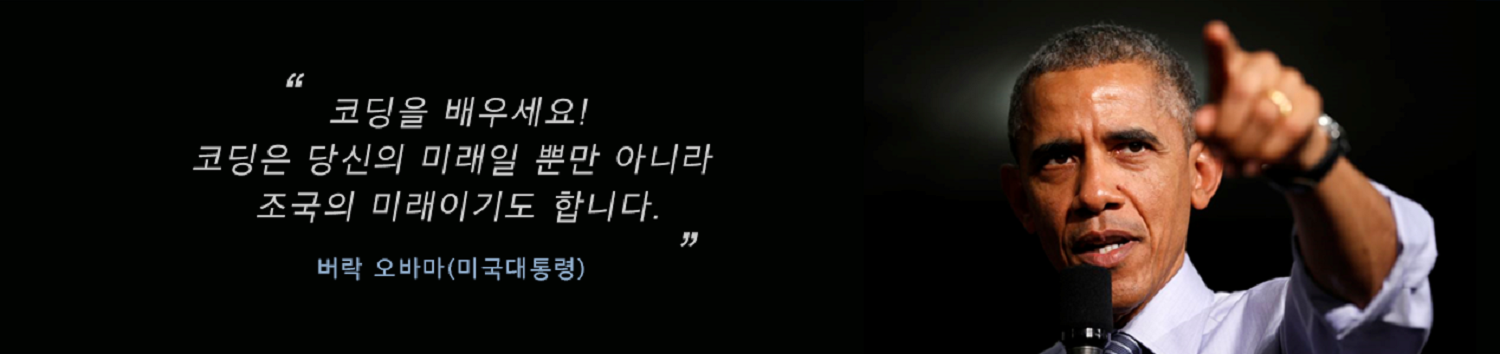 “
코딩을 배우세요!
코딩은 당신의 미래일 뿐만 아니라
조국의 미래이기도 합니다.
”
버락 오바마(미국대통령)